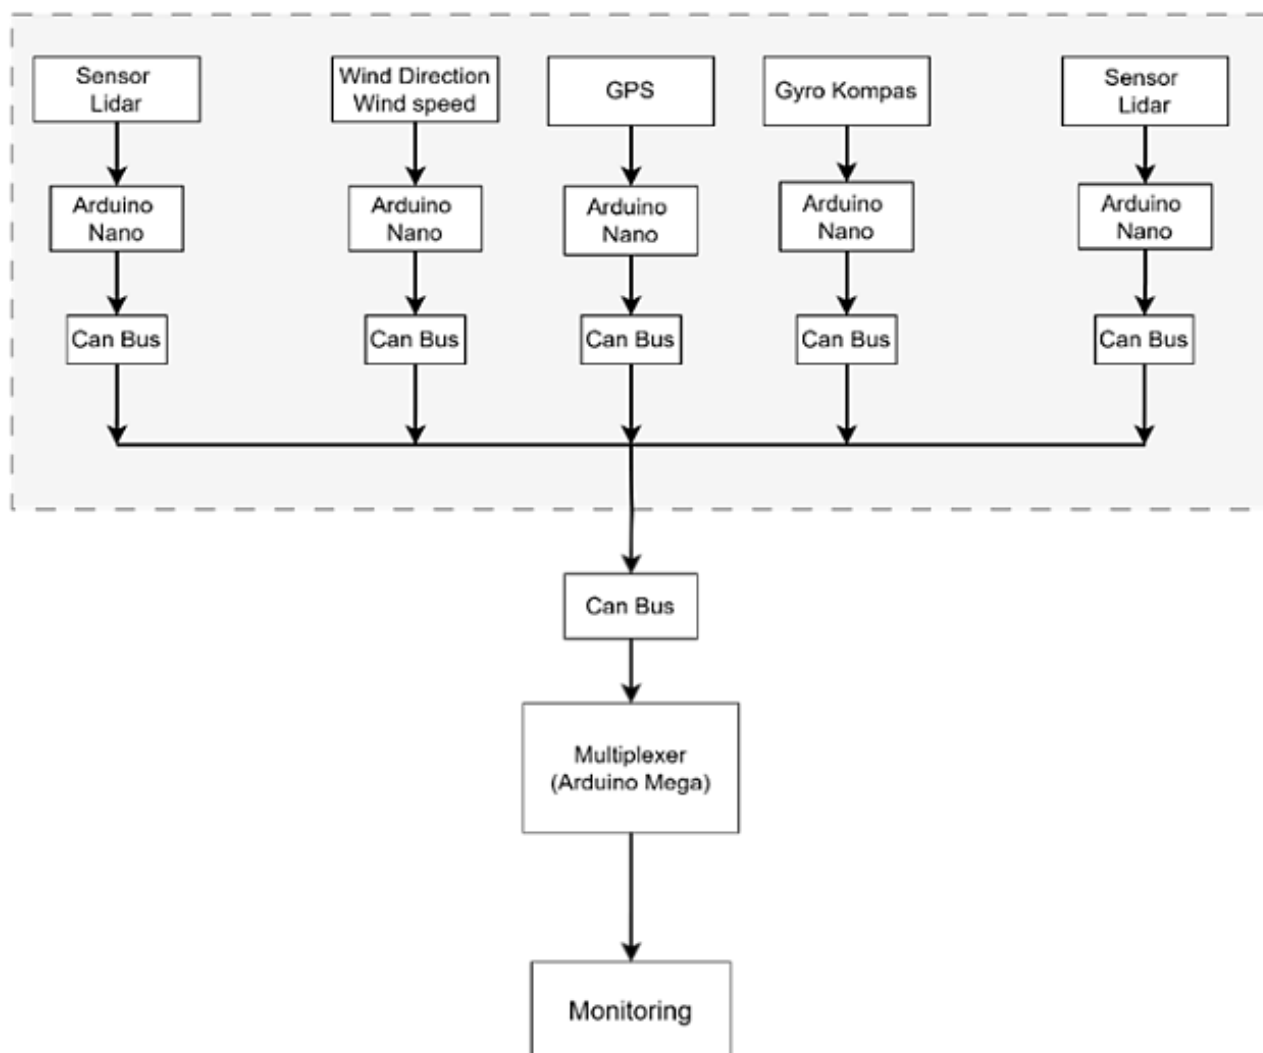 Sensor
Lidar
Wind Direction
Wind speed
GPS
Gyro Kompas
Sensor
Lidar
Arduino
Nano
Arduino
Nano
Arduino
Nano
Arduino
Nano
Arduino
Nano
Can Bus
Can Bus
Can Bus
Can Bus
Can Bus
Can Bus
Multiplexer
(Arduino Mega)
Monitoring